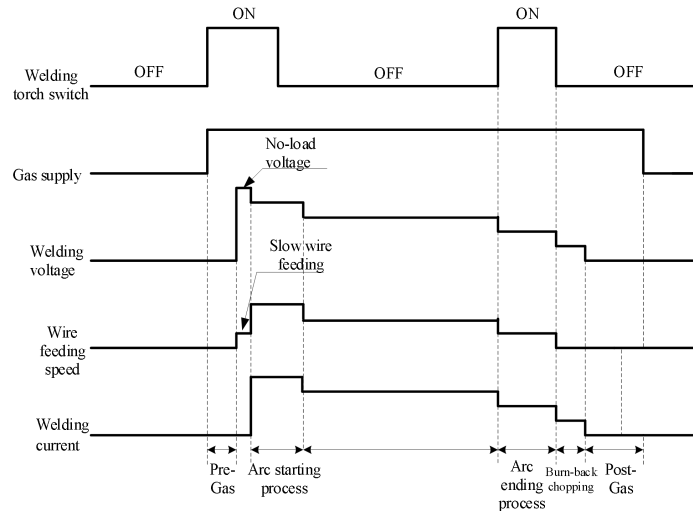 ON
ON
OFF
OFF
OFF
Welding
torch switch
No-load
voltage
Gas supply
Slow wire
feeding
Welding
voltage
Wire
feeding
speed
Welding
current
Pre-
Gas
Arc starting
process
Arc
ending
process
Burn-back
chopping
Post-
Gas